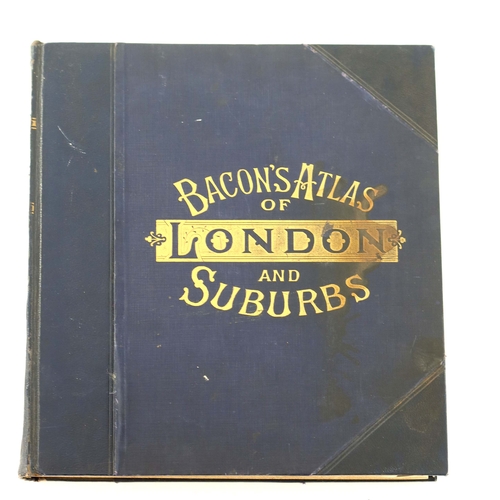 BACON'S ATLAS
OF
LONDON
AND
SUBURBS